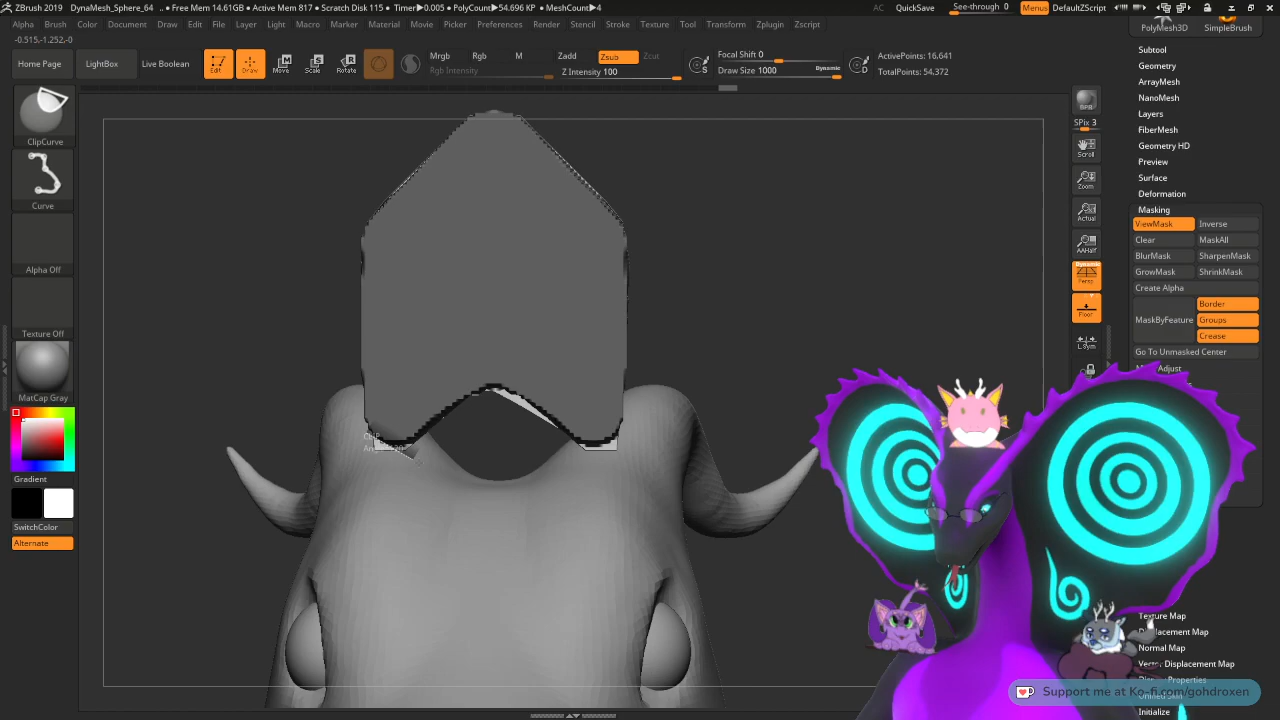 ZBrush 2019 DynaMesh_Sphere_64 .. • Free Mem 14.61GB • Active Mem 817 • Scratch Disk 115 • Timer▶0.005 • PolyCount▶54.696 KP • MeshCount▶4 AC QuickSave See-through 0 Menus DefaultZScript
Alpha Brush Color Document Draw Edit File Layer Light Macro Marker Material Movie Picker Preferences Render Stencil Stroke Texture Tool Transform Zplugin Zscript
-0.515,-1.252,-0
PolyMesh3D SimpleBrush
Home Page LightBox Live Boolean Edit Draw Move Scale Rotate
Mrgb Rgb M Zadd Zsub Zcut
Rgb Intensity Z Intensity 100
Focal Shift 0
Draw Size 1000 Dynamic
S D
ActivePoints: 16.641
TotalPoints: 54.372
ClipCurve
Curve
Alpha Off
Texture Off
MatCap Gray
Gradient
SwitchColor
Alternate
BPR
SPix 3
Scroll
Zoom
Actual
AAHalf
Dynamic
Persp
Floor
L.Sym
Subtool
Geometry
ArrayMesh
NanoMesh
Layers
FiberMesh
Geometry HD
Preview
Surface
Deformation
Masking
ViewMask Inverse
Clear MaskAll
BlurMask SharpenMask
GrowMask ShrinkMask
Create Alpha
MaskByFeature Border
Groups
Crease
Go To Unmasked Center
Adjust
Texture Map
Normal Map
Vector Displacement Map
Initialize
Support me at Ko-fi.com/gohdroxen